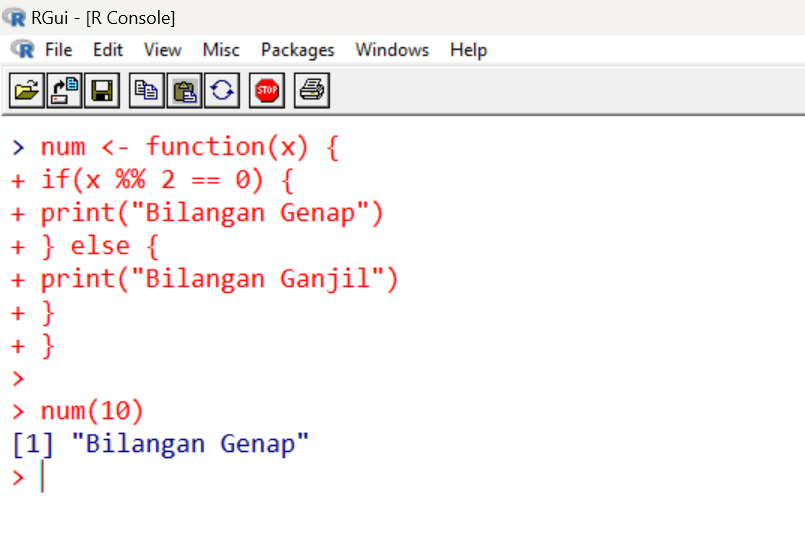 RGui - [R Console]
File Edit View Misc Packages Windows Help
STOP
> num <- function(x) {
+ if(x %% 2 == 0) {
+ print("Bilangan Genap")
+ } else {
+ print("Bilangan Ganjil")
+ }
+ }
>
> num(10)
[1] "Bilangan Genap"
>